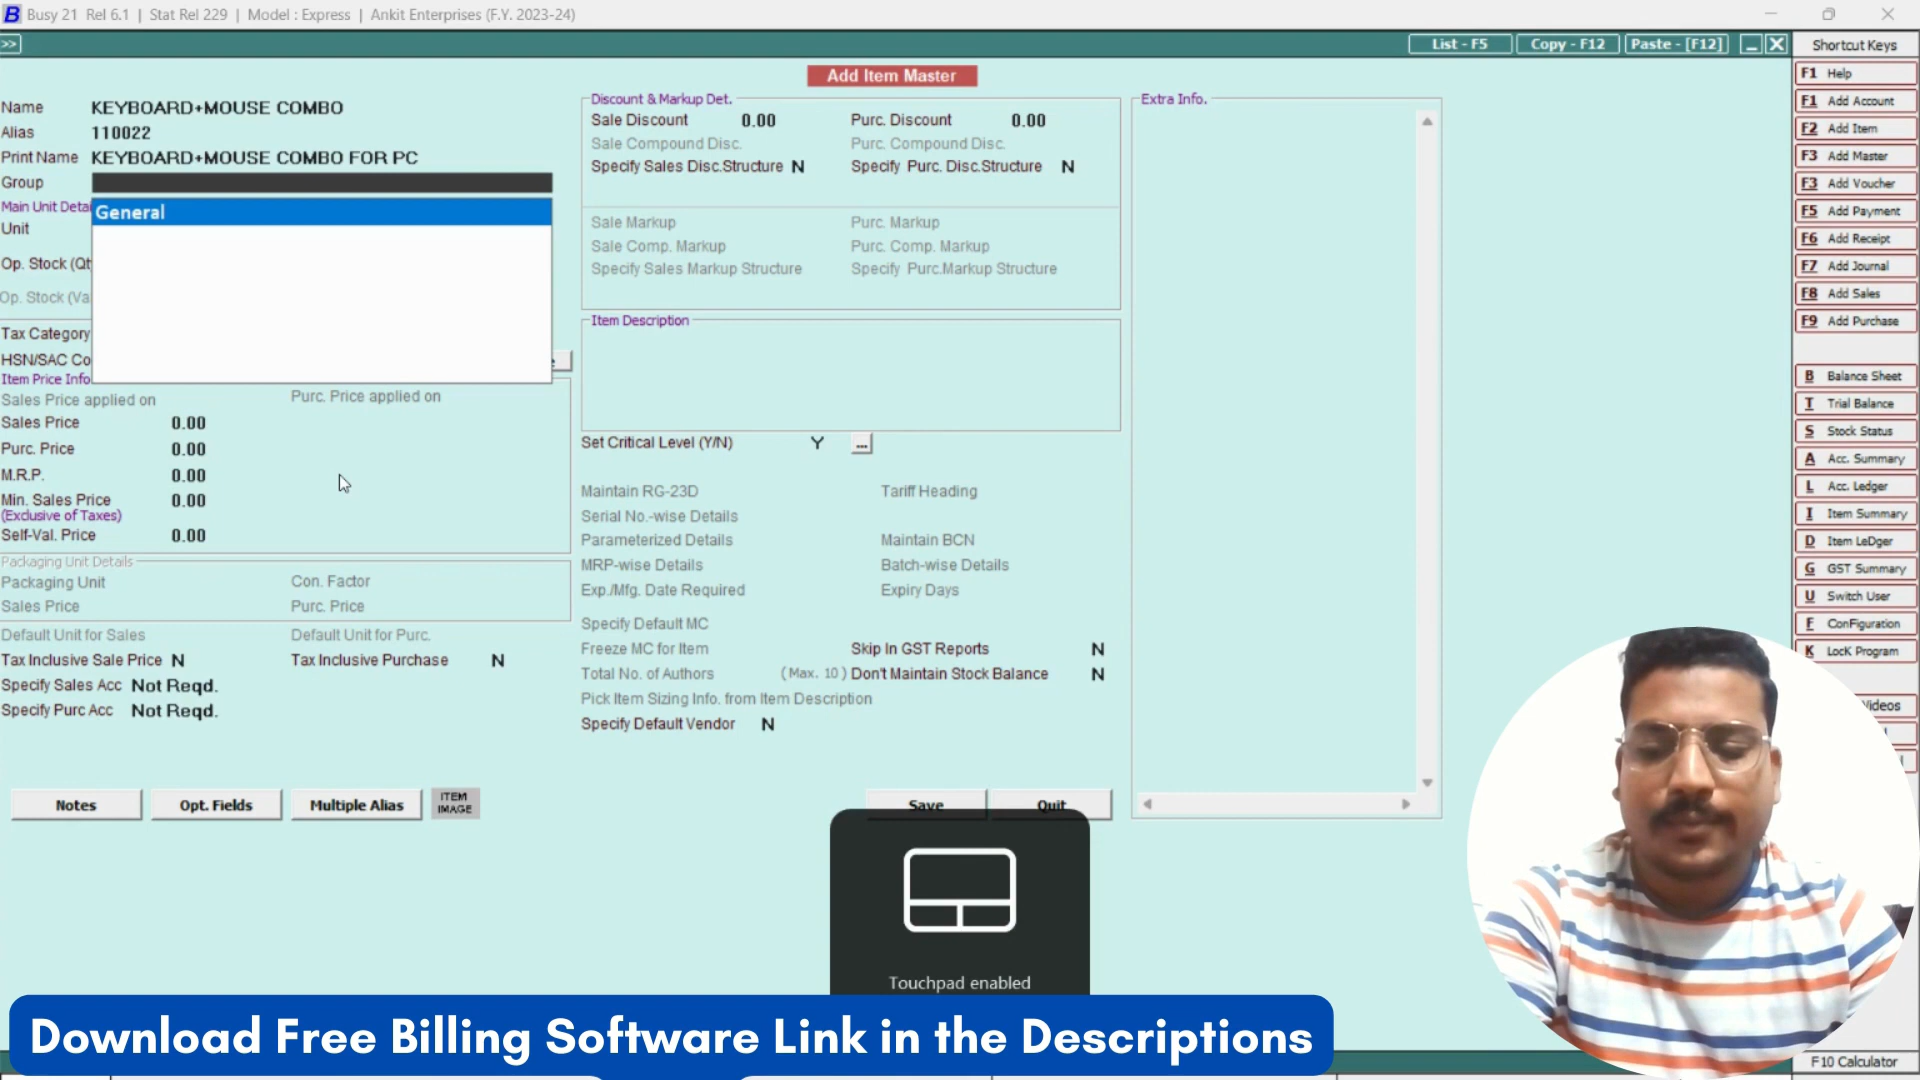 Busy 21 Rel 6.1 | Stat Rel 229 | Model : Express | Ankit Enterprises (F.Y. 2023-24)
>>
List - F5
Copy - F12
Paste - [F12]
Shortcut Keys
Add Item Master
Name KEYBOARD+MOUSE COMBO
Alias 110022
Print Name KEYBOARD+MOUSE COMBO FOR PC
Group
General
Main Unit Deta
Unit
Op. Stock (Qt
Op. Stock (Va
Tax Category
HSN/SAC Co
Item Price Info
Sales Price applied on
Purc. Price applied on
Sales Price 0.00
Purc. Price 0.00
M.R.P. 0.00
Min. Sales Price 0.00
(Exclusive of Taxes)
Self-Val. Price 0.00
Packaging Unit Details
Packaging Unit
Con. Factor
Sales Price
Purc. Price
Default Unit for Sales
Default Unit for Purc.
Tax Inclusive Sale Price N
Tax Inclusive Purchase N
Specify Sales Acc Not Reqd.
Specify Purc Acc Not Reqd.
Notes
Opt. Fields
Multiple Alias
ITEM
IMAGE
Discount & Markup Det.
Sale Discount 0.00
Purc. Discount 0.00
Sale Compound Disc.
Purc. Compound Disc.
Specify Sales Disc.Structure N
Specify Purc. Disc.Structure N
Sale Markup
Purc. Markup
Sale Comp. Markup
Purc. Comp. Markup
Specify Sales Markup Structure
Specify Purc.Markup Structure
Item Description
Set Critical Level (Y/N) Y ...
Maintain RG-23D
Tariff Heading
Serial No.-wise Details
Parameterized Details
Maintain BCN
MRP-wise Details
Batch-wise Details
Exp./Mfg. Date Required
Expiry Days
Specify Default MC
Freeze MC for Item
Skip In GST Reports N
Total No. of Authors (Max. 10)
Don't Maintain Stock Balance N
Pick Item Sizing Info. from Item Description
Specify Default Vendor N
Save
Quit
Extra Info.
F1 Help
F1 Add Account
F2 Add Item
F3 Add Master
F3 Add Voucher
F5 Add Payment
F6 Add Receipt
F7 Add Journal
F8 Add Sales
F9 Add Purchase
B Balance Sheet
T Trial Balance
S Stock Status
A Acc. Summary
L Acc. Ledger
I Item Summary
D Item LeDger
G GST Summary
U Switch User
F ConFiguration
K LocK Program
Videos
Touchpad enabled
Download Free Billing Software Link in the Descriptions
F10 Calculator